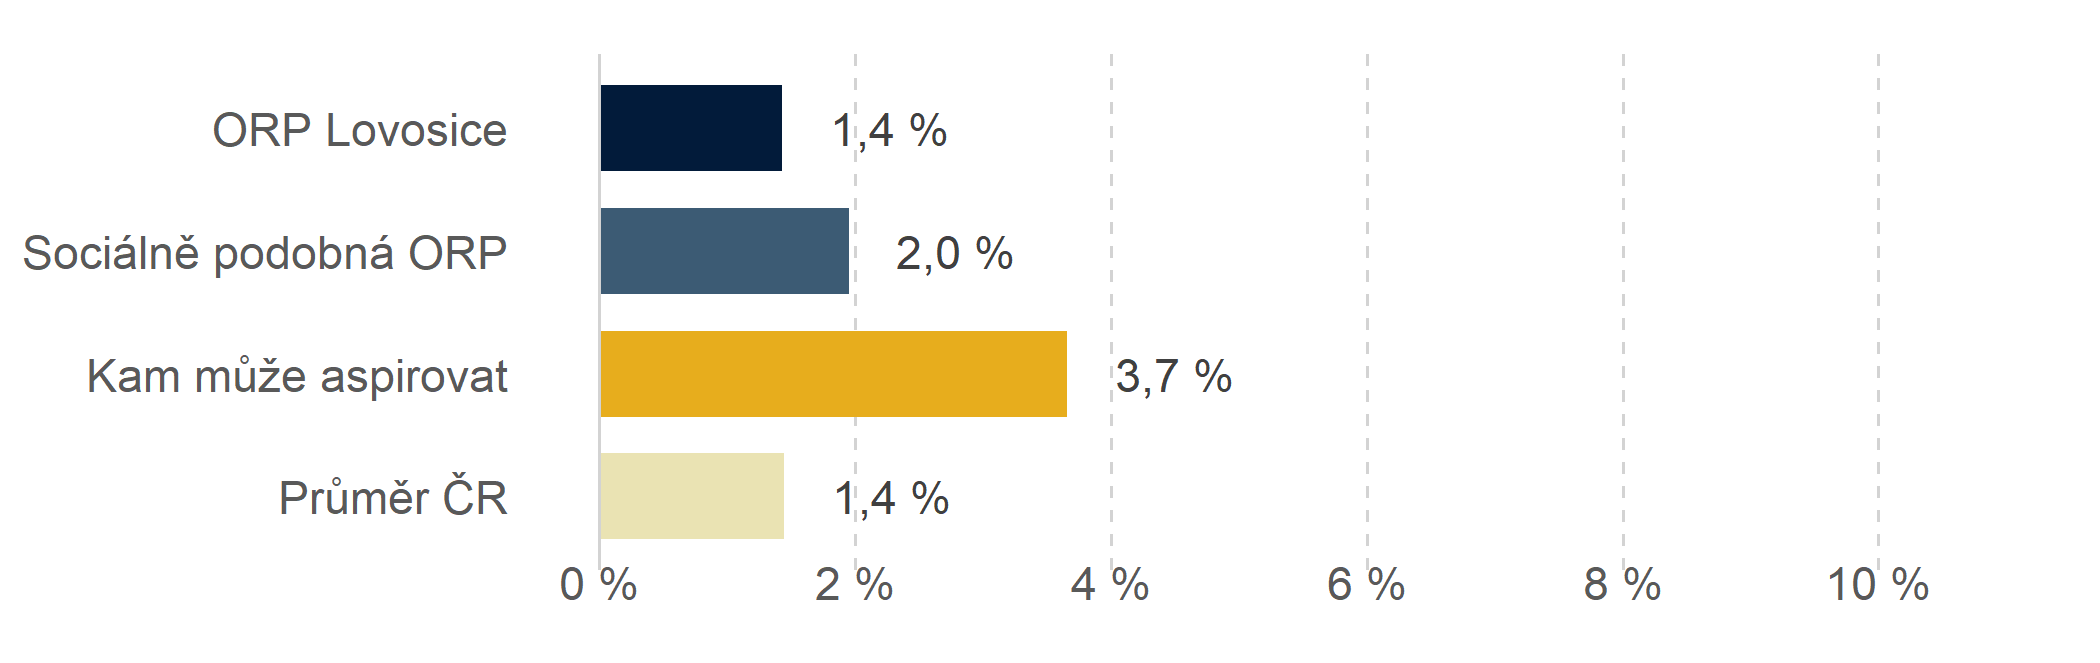 ORP Lovosice 1,4 %
Sociálně podobná ORP 2,0 %
Kam může aspirovat 3,7 %
Průměr ČR 1,4 %
0 % 2 % 4 % 6 % 8 % 10 %